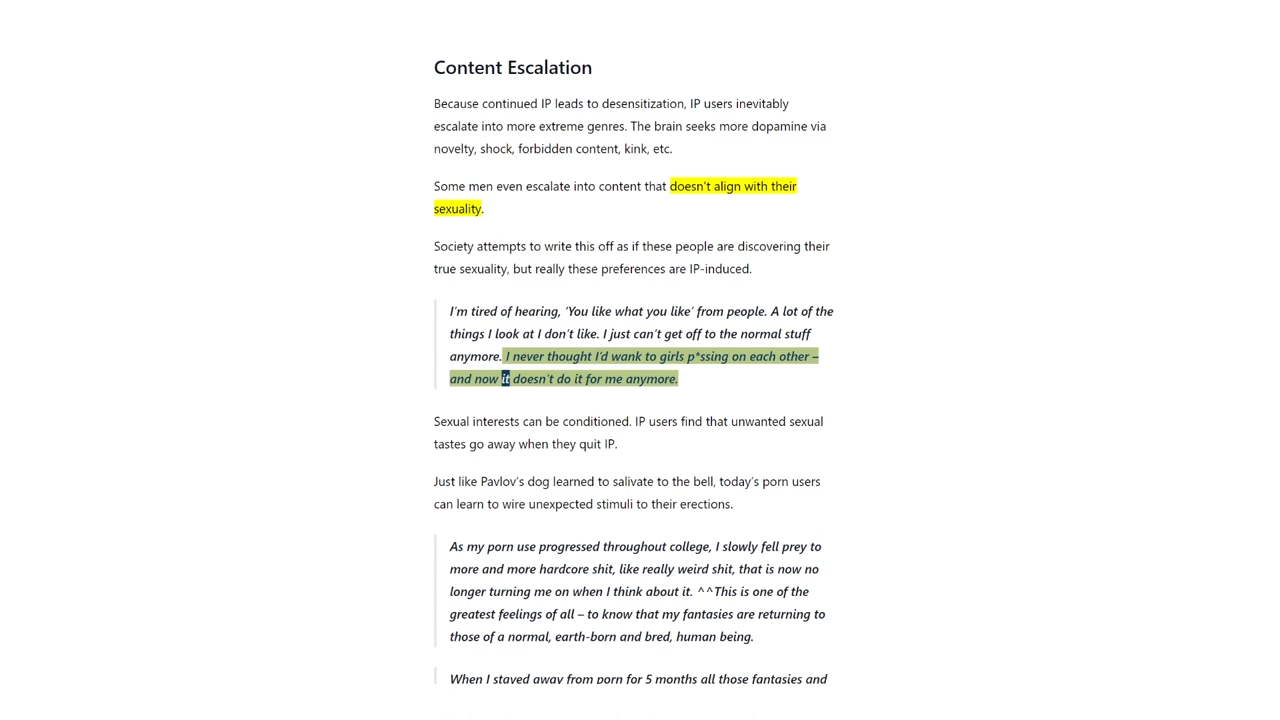 Content Escalation
Because continued IP leads to desensitization, IP users inevitably
escalate into more extreme genres. The brain seeks more dopamine via
novelty, shock, forbidden content, kink, etc.
Some men even escalate into content that doesn't align with their
sexuality.
Society attempts to write this off as if these people are discovering their
true sexuality, but really these preferences are IP-induced.
I'm tired of hearing, 'You like what you like' from people. A lot of the
things I look at I don't like. I just can't get off to the normal stuff
anymore. I never thought I'd wank to girls p*ssing on each other –
and now it doesn't do it for me anymore.
Sexual interests can be conditioned. IP users find that unwanted sexual
tastes go away when they quit IP.
Just like Pavlov's dog learned to salivate to the bell, today's porn users
can learn to wire unexpected stimuli to their erections.
As my porn use progressed throughout college, I slowly fell prey to
more and more hardcore shit, like really weird shit, that is now no
longer turning me on when I think about it. ^^This is one of the
greatest feelings of all – to know that my fantasies are returning to
those of a normal, earth-born and bred, human being.
When I stayed away from porn for 5 months all those fantasies and